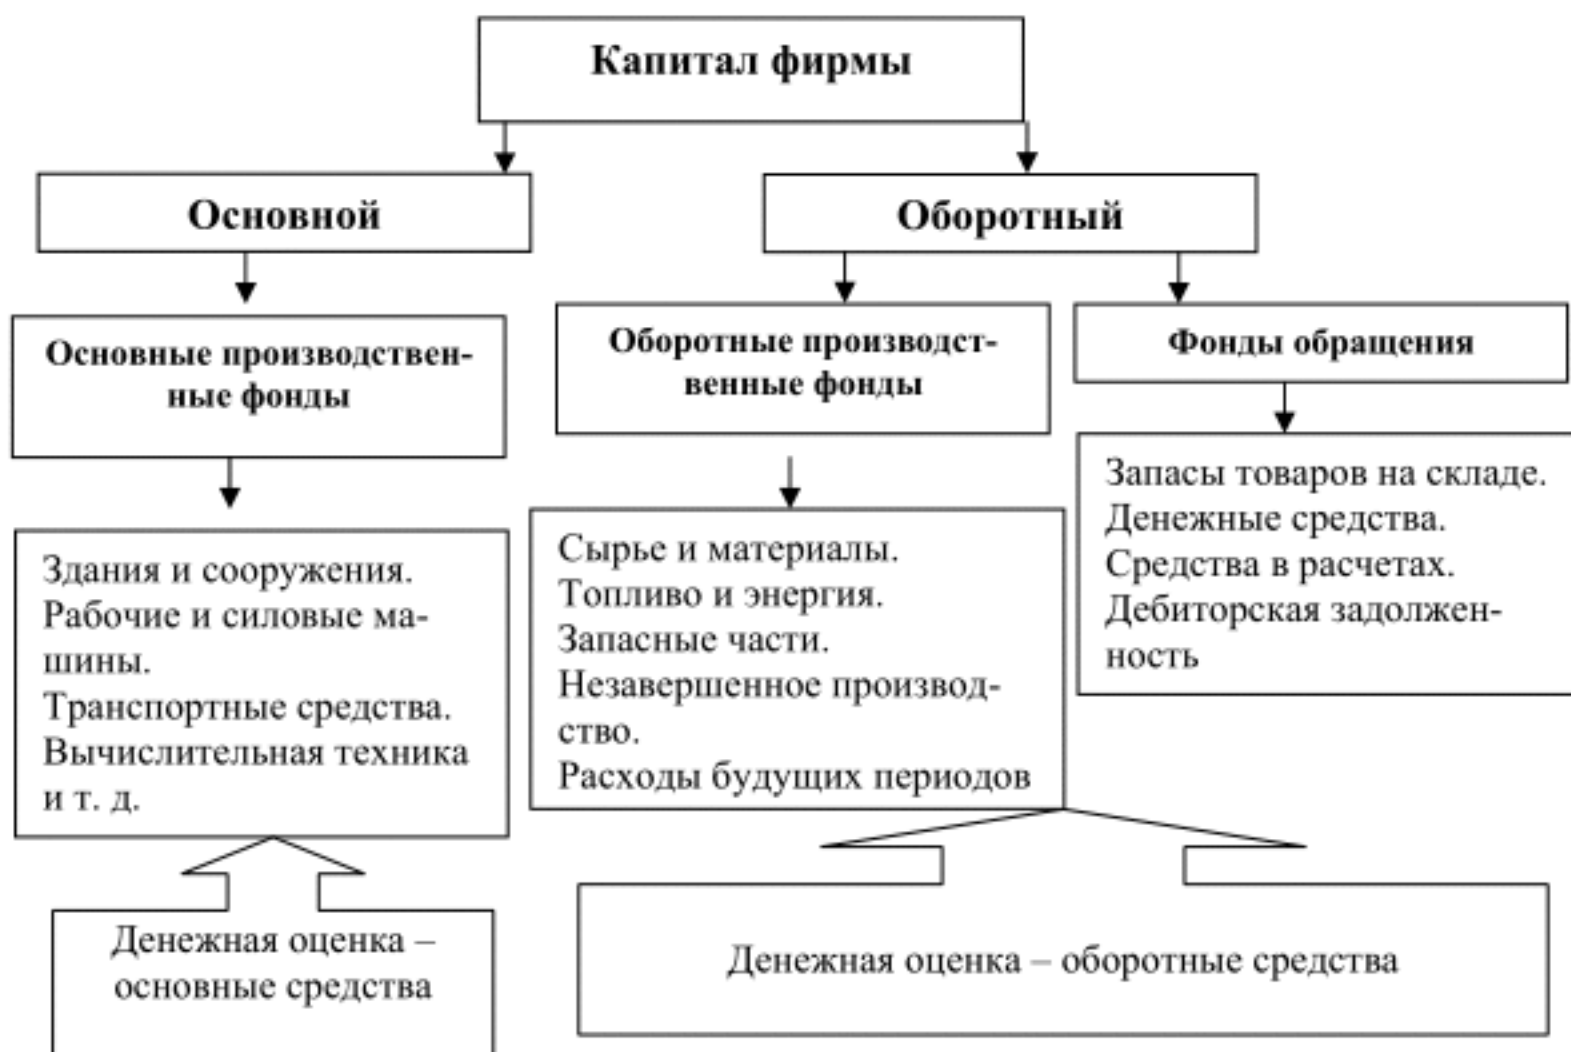 Капитал фирмы
Основной
Оборотный
Основные производствен-
ные фонды
Оборотные производст-
венные фонды
Фонды обращения
Здания и сооружения.
Рабочие и силовые ма-
шины.
Транспортные средства.
Вычислительная техника
и т. д.
Сырье и материалы.
Топливо и энергия.
Запасные части.
Незавершенное производ-
ство.
Расходы будущих периодов
Запасы товаров на складе.
Денежные средства.
Средства в расчетах.
Дебиторская задолжен-
ность
Денежная оценка –
основные средства
Денежная оценка – оборотные средства